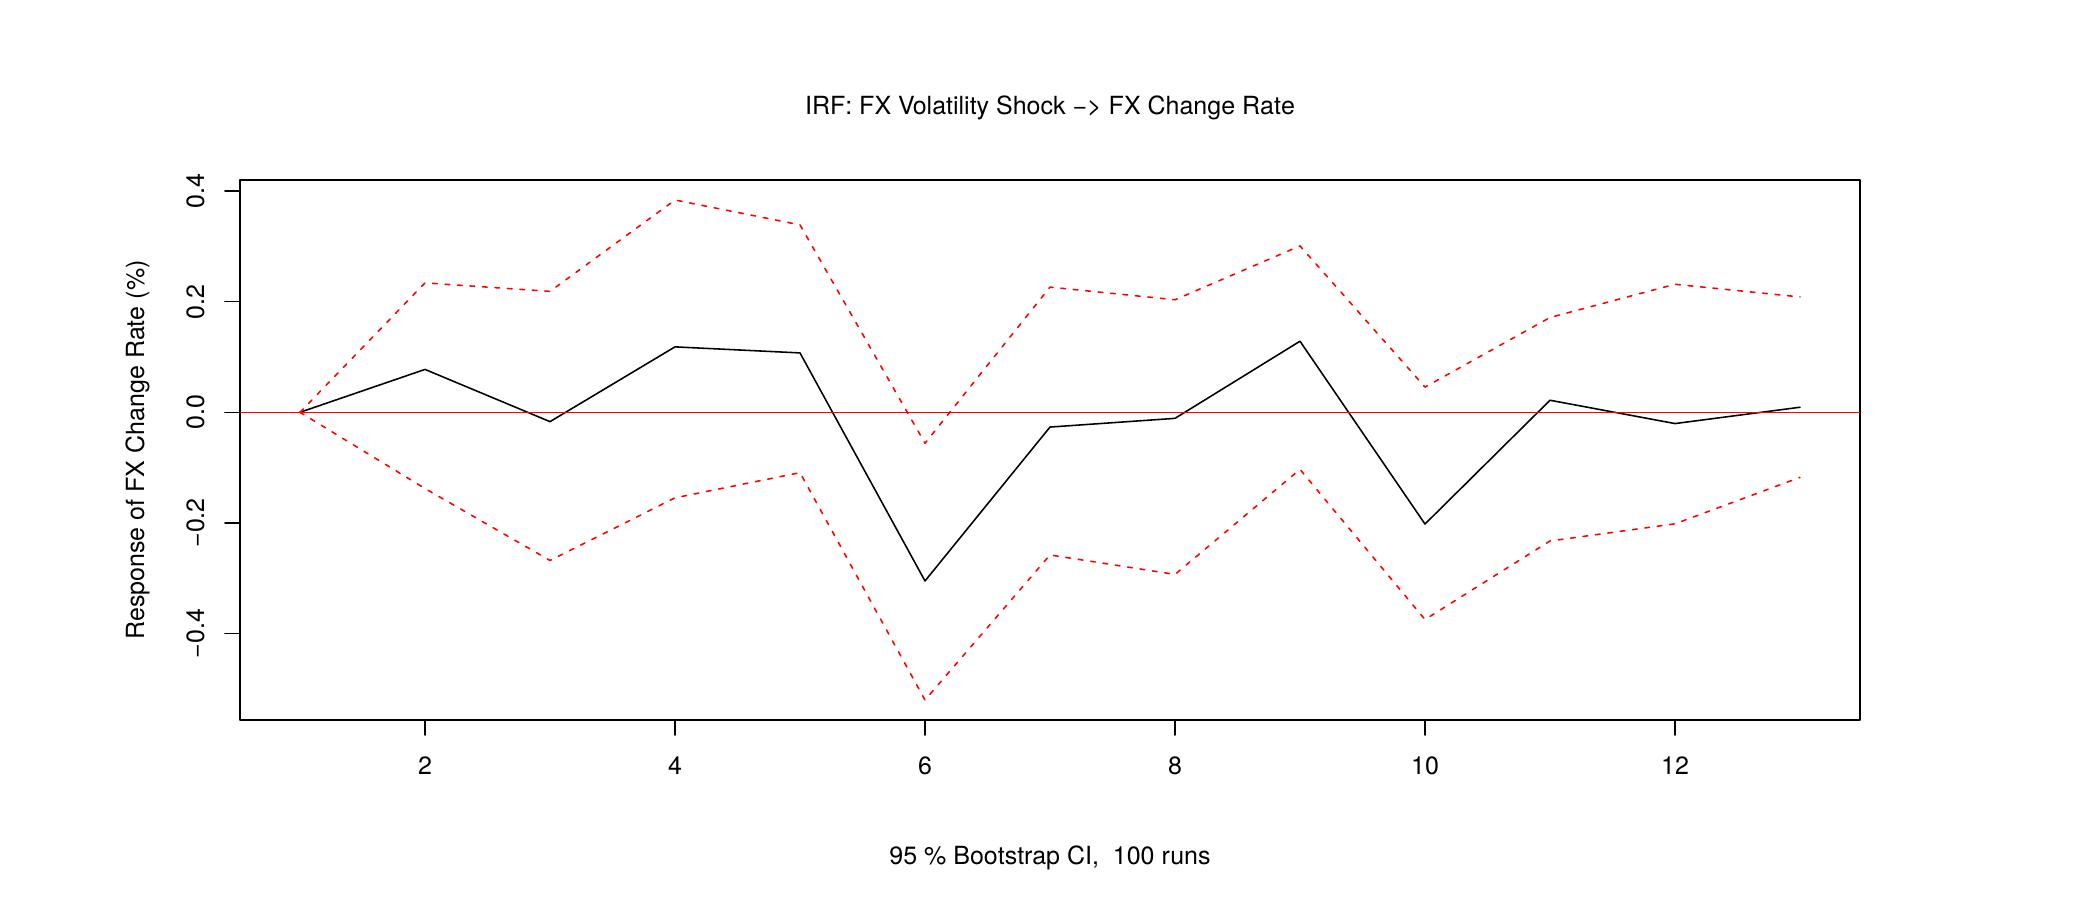 IRF: FX Volatility Shock −> FX Change Rate
Response of FX Change Rate (%)
0.4
0.2
0.0
−0.2
−0.4
2 4 6 8 10 12
95 % Bootstrap CI,  100 runs